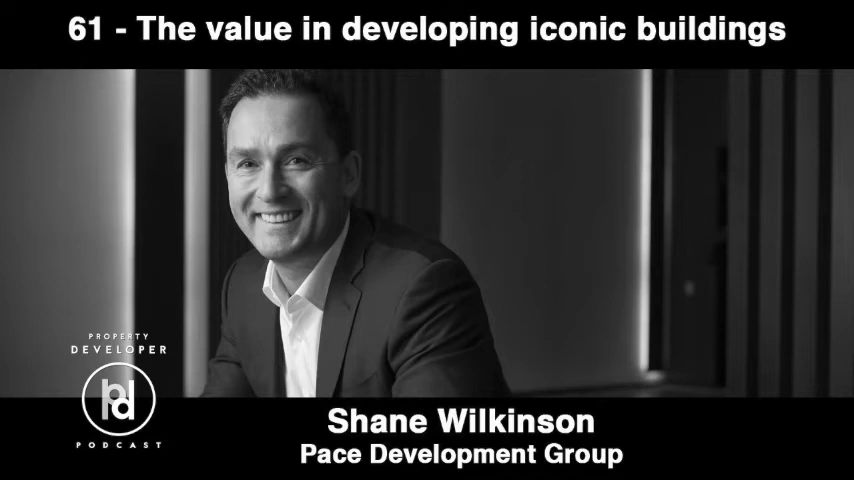 61 - The value in developing iconic buildings
PROPERTY
DEVELOPER
pd
PODCAST
Shane Wilkinson
Pace Development Group